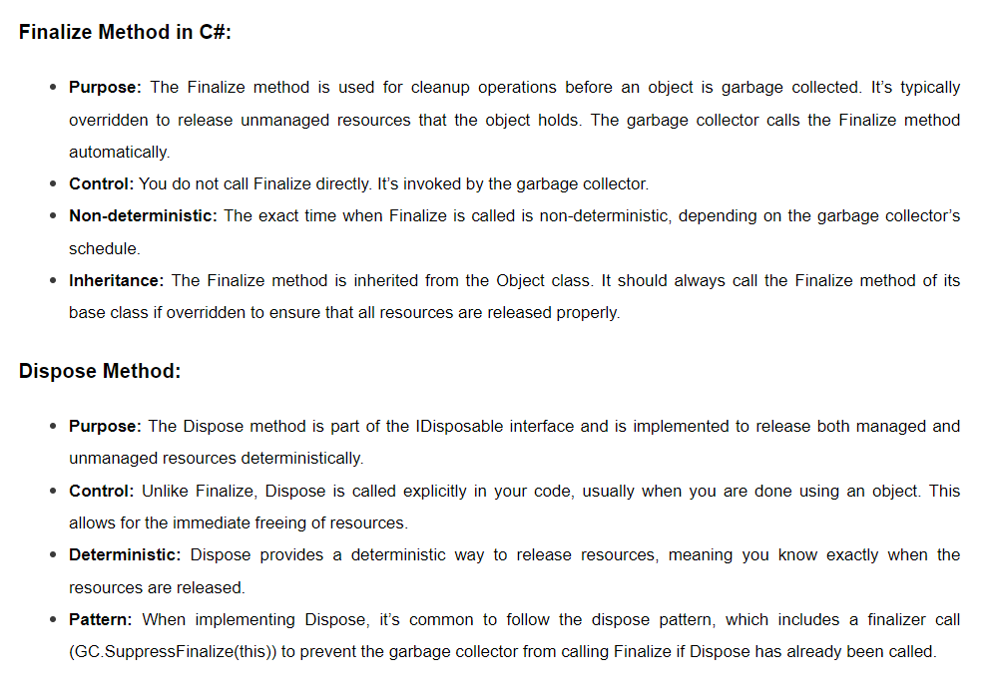 Finalize Method in C#:
• Purpose: The Finalize method is used for cleanup operations before an object is garbage collected. It’s typically
overridden to release unmanaged resources that the object holds. The garbage collector calls the Finalize method
automatically.
• Control: You do not call Finalize directly. It’s invoked by the garbage collector.
• Non-deterministic: The exact time when Finalize is called is non-deterministic, depending on the garbage collector’s
schedule.
• Inheritance: The Finalize method is inherited from the Object class. It should always call the Finalize method of its
base class if overridden to ensure that all resources are released properly.
Dispose Method:
• Purpose: The Dispose method is part of the IDisposable interface and is implemented to release both managed and
unmanaged resources deterministically.
• Control: Unlike Finalize, Dispose is called explicitly in your code, usually when you are done using an object. This
allows for the immediate freeing of resources.
• Deterministic: Dispose provides a deterministic way to release resources, meaning you know exactly when the
resources are released.
• Pattern: When implementing Dispose, it’s common to follow the dispose pattern, which includes a finalizer call
(GC.SuppressFinalize(this)) to prevent the garbage collector from calling Finalize if Dispose has already been called.